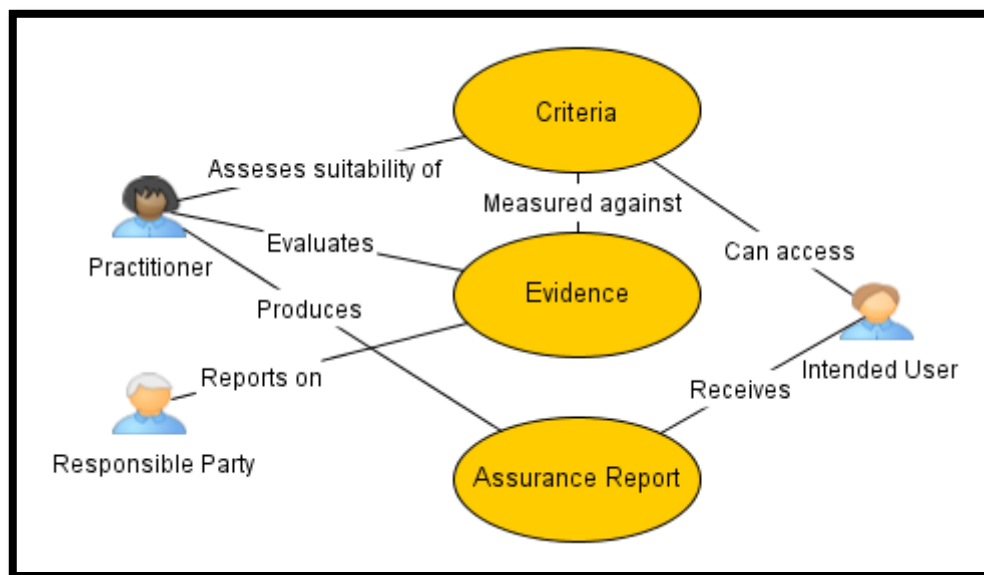 Criteria
Asseses suitability of
Measured against
Practitioner
Evaluates
Can access
Evidence
Produces
Intended User
Reports on
Receives
Responsible Party
Assurance Report